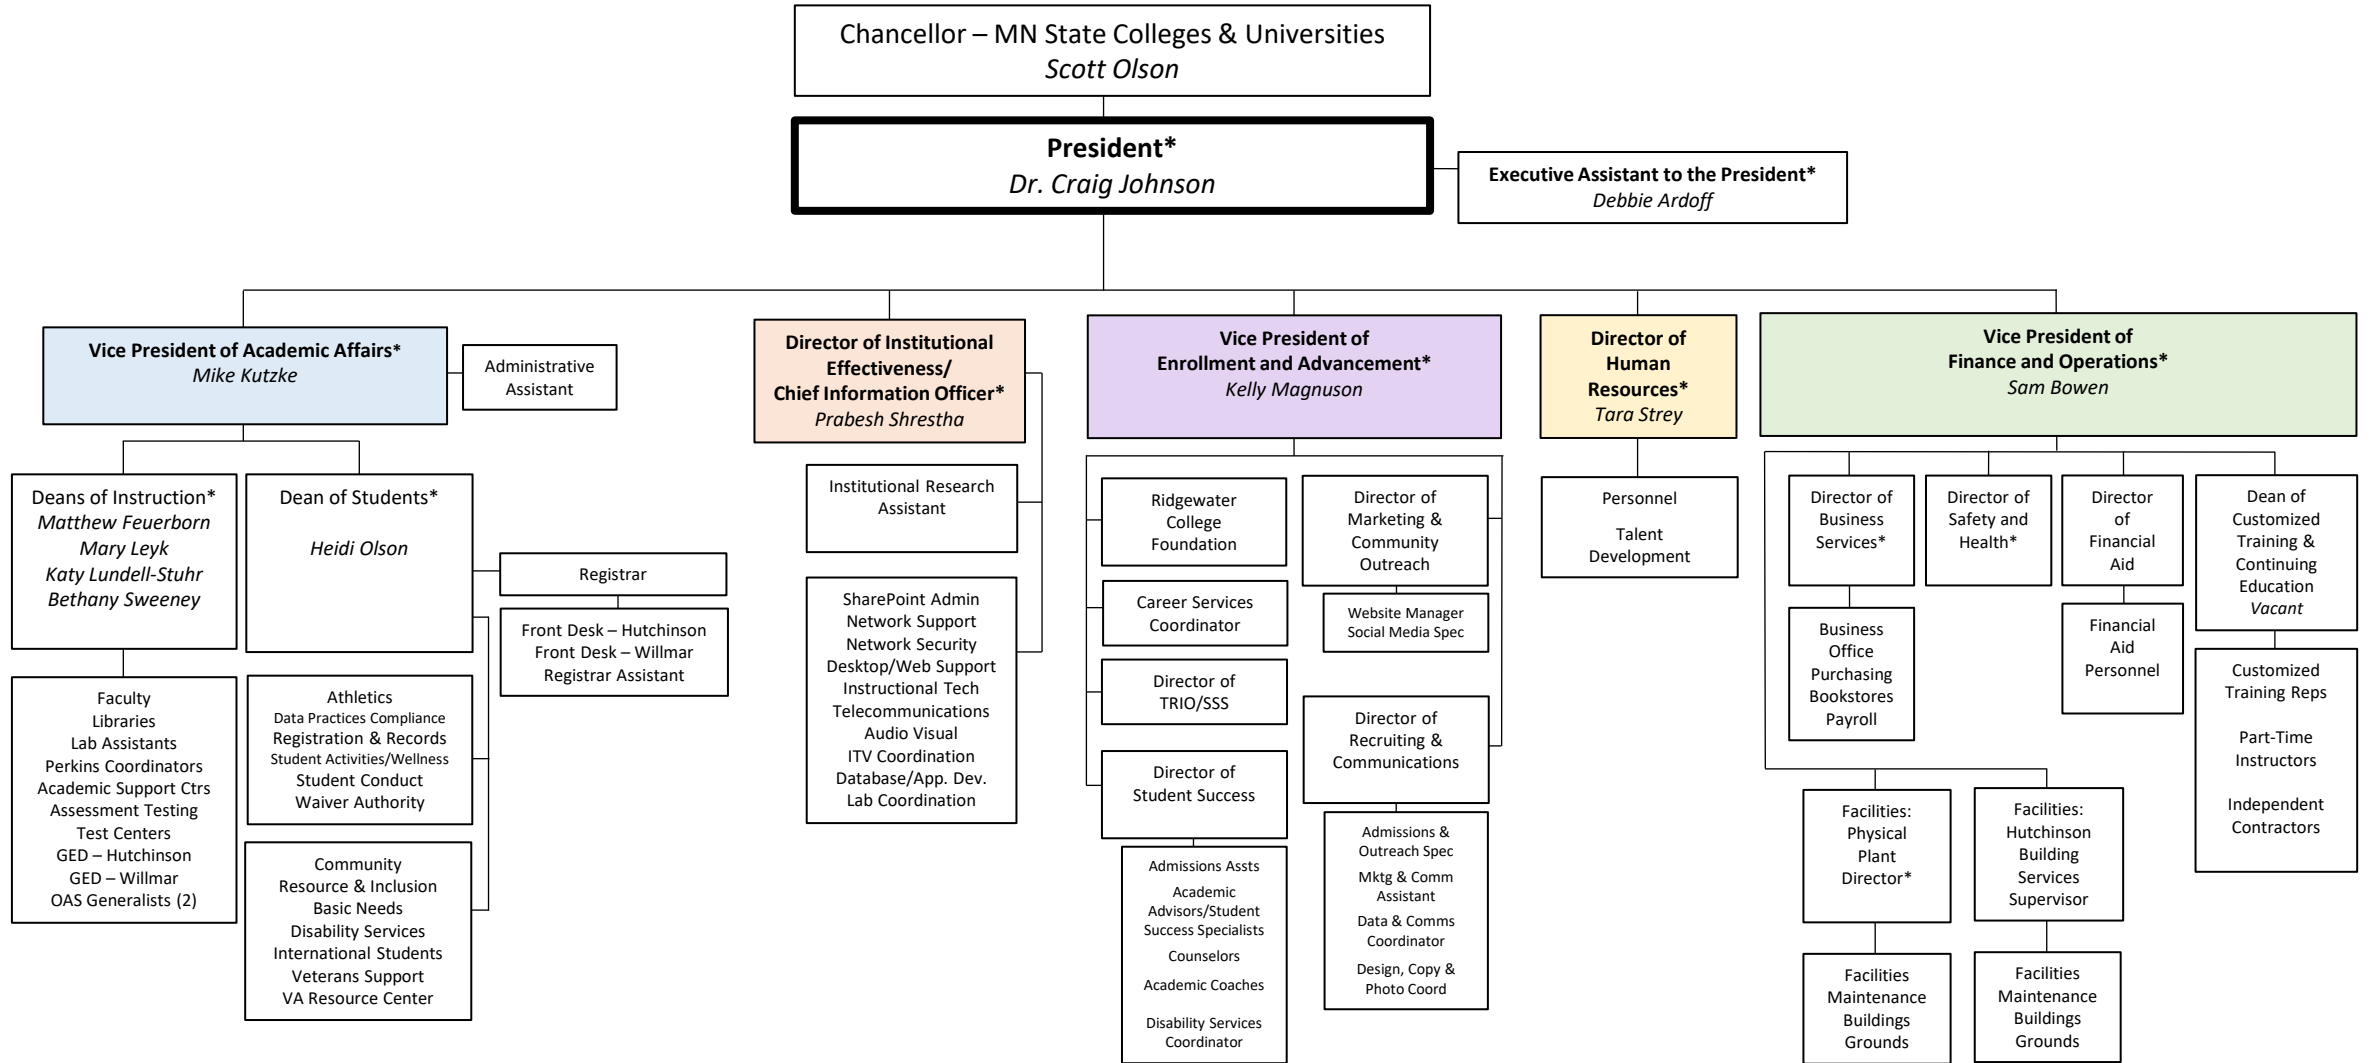 Chancellor – MN State Colleges & Universities
Scott Olson
President*
Dr. Craig Johnson
Executive Assistant to the President*
Debbie Ardoff
Vice President of Academic Affairs*
Mike Kutzke
Administrative
Assistant
Deans of Instruction*
Matthew Feuerborn
Mary Leyk
Katy Lundell-Stuhr
Bethany Sweeney
Faculty
Libraries
Lab Assistants
Perkins Coordinators
Academic Support Ctrs
Assessment Testing
Test Centers
GED – Hutchinson
GED – Willmar
OAS Generalists (2)
Dean of Students*
Heidi Olson
Registrar
Front Desk – Hutchinson
Front Desk – Willmar
Registrar Assistant
Athletics
Data Practices Compliance
Registration & Records
Student Activities/Wellness
Student Conduct
Waiver Authority
Community
Resource & Inclusion
Basic Needs
Disability Services
International Students
Veterans Support
VA Resource Center
Director of Institutional
Effectiveness/
Chief Information Officer*
Prabesh Shrestha
Institutional Research
Assistant
SharePoint Admin
Network Support
Network Security
Desktop/Web Support
Instructional Tech
Telecommunications
Audio Visual
ITV Coordination
Database/App. Dev.
Lab Coordination
Vice President of
Enrollment and Advancement*
Kelly Magnuson
Ridgewater
College
Foundation
Career Services
Coordinator
Director of
TRIO/SSS
Director of
Student Success
Admissions Assts
Academic
Advisors/Student
Success Specialists
Counselors
Academic Coaches
Disability Services
Coordinator
Director of
Marketing &
Community
Outreach
Website Manager
Social Media Spec
Director of
Recruiting &
Communications
Admissions &
Outreach Spec
Mktg & Comm
Assistant
Data & Comms
Coordinator
Design, Copy &
Photo Coord
Director of
Human
Resources*
Tara Strey
Personnel
Talent
Development
Vice President of
Finance and Operations*
Sam Bowen
Director of
Business
Services*
Business
Office
Purchasing
Bookstores
Payroll
Director of
Safety and
Health*
Director
of
Financial
Aid
Financial
Aid
Personnel
Dean of
Customized
Training &
Continuing
Education
Vacant
Customized
Training Reps
Part-Time
Instructors
Independent
Contractors
Facilities:
Physical
Plant
Director*
Facilities
Maintenance
Buildings
Grounds
Facilities:
Hutchinson
Building
Services
Supervisor
Facilities
Maintenance
Buildings
Grounds